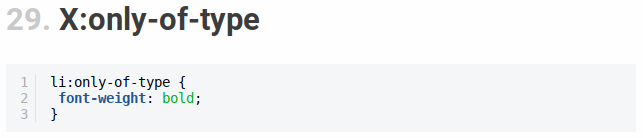 29. X:only-of-type
1 li:only-of-type {
2  font-weight: bold;
3 }